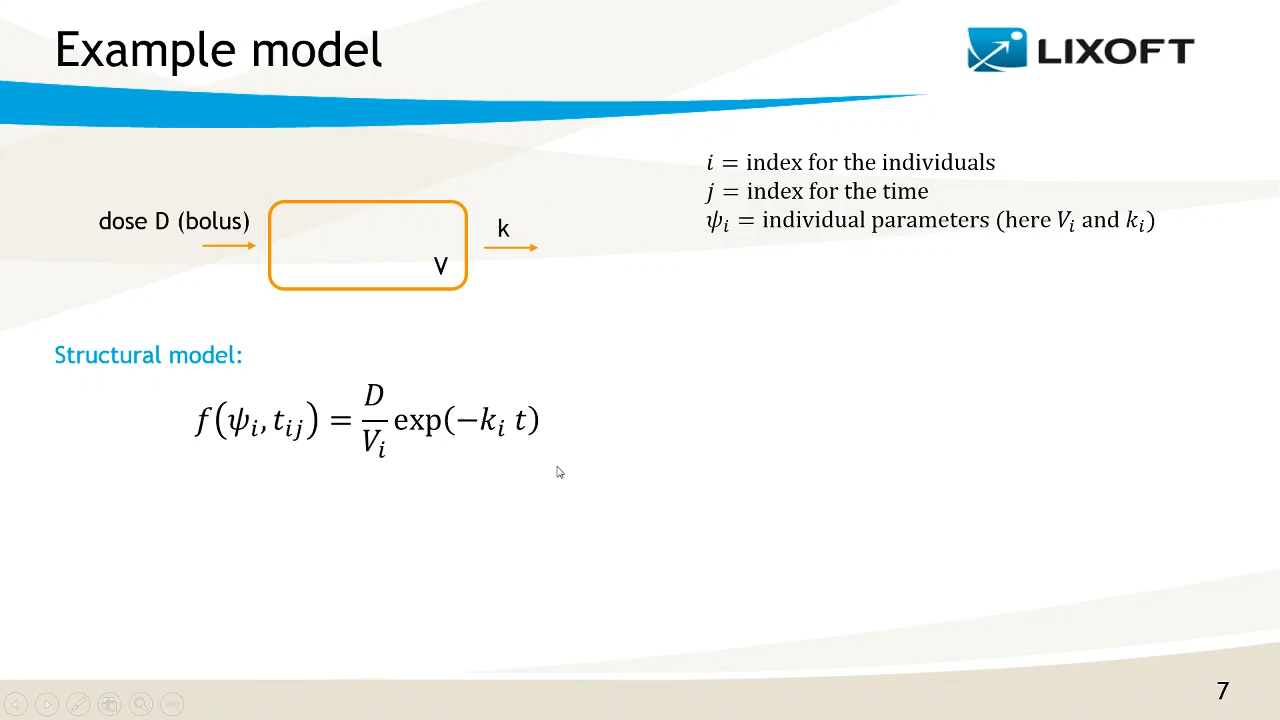 Example model
LIXOFT
i = index for the individuals
j = index for the time
ψᵢ = individual parameters (here Vᵢ and kᵢ)
dose D (bolus)
k
V
Structural model:
f(ψᵢ, tᵢⱼ) = D/Vᵢ exp(−kᵢ t)
7